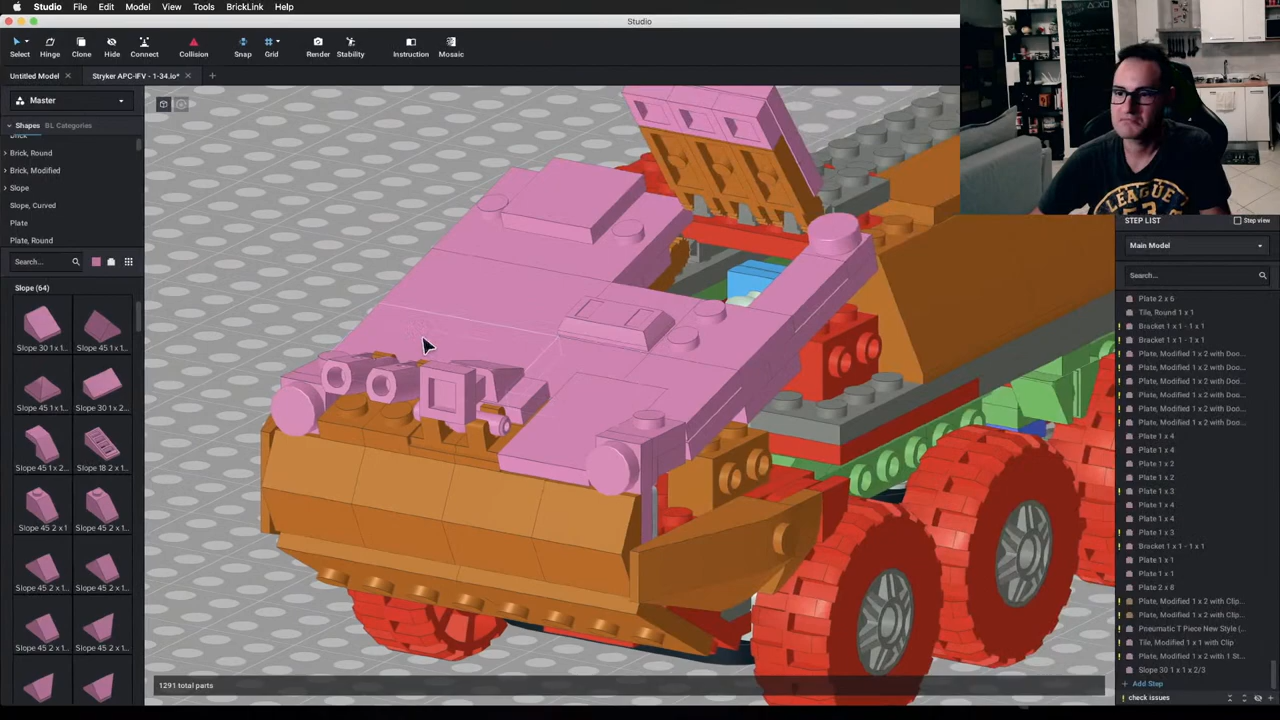 Studio File Edit Model View Tools BrickLink Help
Studio
Select Hinge Clone Hide Connect Collision Snap Grid Render Stability Instruction Mosaic
Untitled Model Stryker APC-IFV - 1-34.io*
Master
Shapes BL Categories
Brick
Brick, Round
Brick, Modified
Slope
Slope, Curved
Plate
Plate, Round
Search...
Slope (64)
Slope 30 1 x 1... Slope 45 1 x...
Slope 45 1 x... Slope 30 1 x 2...
Slope 45 1 x... Slope 18 2 x 1...
Slope 45 2 x 1 Slope 45 2 x 1...
Slope 45 2 x 1... Slope 45 2 x 1...
Slope 45 2 x 1... Slope 45 2 x 1...
1291 total parts
LEAGUE
STEP LIST Step view
Main Model
Search...
Plate 2 x 6
Tile, Round 1 x 1
Bracket 1 x 1 - 1 x 1
Bracket 1 x 1 - 1 x 1
Plate, Modified 1 x 2 with Doo...
Plate, Modified 1 x 2 with Doo...
Plate, Modified 1 x 2 with Doo...
Plate, Modified 1 x 2 with Doo...
Plate, Modified 1 x 2 with Doo...
Plate 1 x 4
Plate 1 x 4
Plate 1 x 2
Plate 1 x 2
Plate 1 x 3
Plate 1 x 4
Plate 1 x 4
Plate 1 x 3
Bracket 1 x 1 - 1 x 1
Plate 1 x 1
Plate 1 x 1
Plate 2 x 8
Plate, Modified 1 x 2 with Clip...
Plate, Modified 1 x 2 with Clip...
Pneumatic T Piece New Style (...
Tile, Modified 1 x 1 with Clip
Plate, Modified 1 x 2 with 1 St...
Slope 30 1 x 1 x 2/3
Add Step
check issues